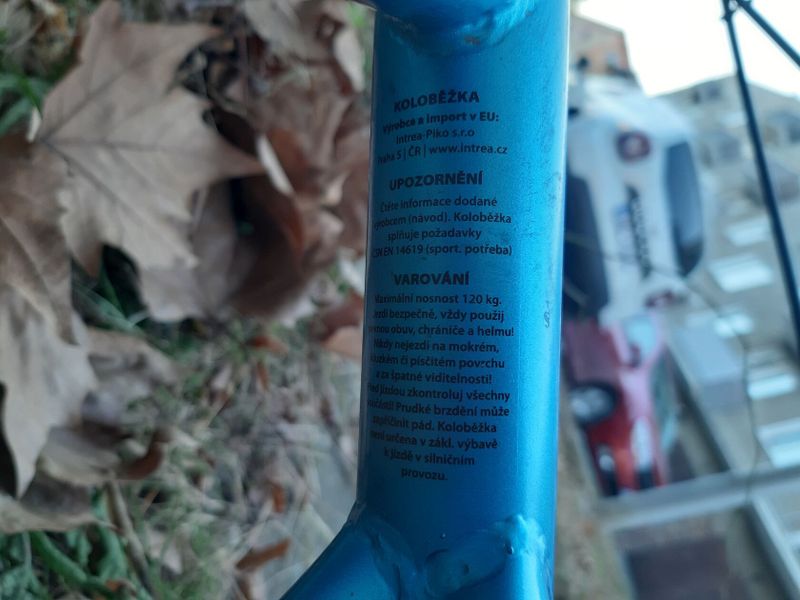 KOLOBĚŽKA
Výrobce a import v EU:
Intrea-Piko s.r.o
Praha 5 | ČR | www.intrea.cz
UPOZORNĚNÍ
Čtěte informace dodané
výrobcem (návod). Koloběžka
splňuje požadavky
ČSN EN 14619 (sport. potřeba)
VAROVÁNÍ
Maximální nosnost 120 kg.
Jezdi bezpečně, vždy použij
obuv, chrániče a helmu!
Nikdy nejezdi na mokrém,
kluzkém či písčitém povrchu
a za špatné viditelnosti!
Před jízdou zkontroluj všechny
součásti! Prudké brzdění může
zapříčinit pád. Koloběžka
není určena v zákl. výbavě
k jízdě v silničním
provozu.